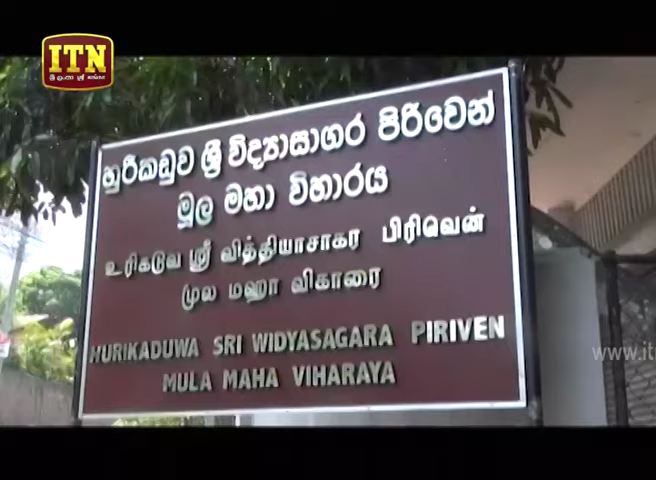 ITN
හුරීකඩුව ශ්‍රී විද්‍යාසාගර පිරිවෙන්
මූල මහා විහාරය
உரிகடுவ ஸ்ரீ வித்தியாசாகர பிரிவென்
முல மஹா விகாரை
HURIKADUWA SRI WIDYASAGARA PIRIVEN
MULA MAHA VIHARAYA